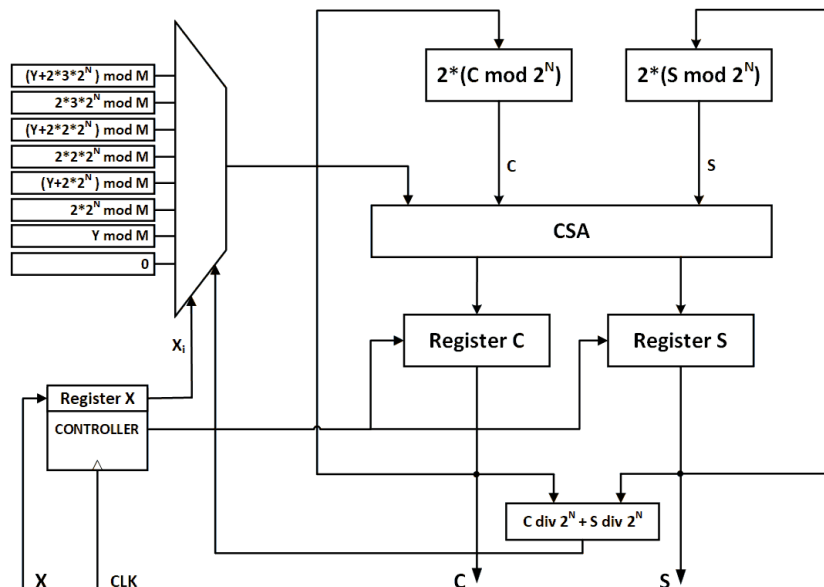 (Y+2*3*2^N) mod M
2*3*2^N mod M
(Y+2*2*2^N) mod M
2*2*2^N mod M
(Y+2*2^N) mod M
2*2^N mod M
Y mod M
0
2*(C mod 2^N)
2*(S mod 2^N)
C
S
CSA
Register C
Register S
X_i
Register X
CONTROLLER
C div 2^N + S div 2^N
X
CLK
C
S